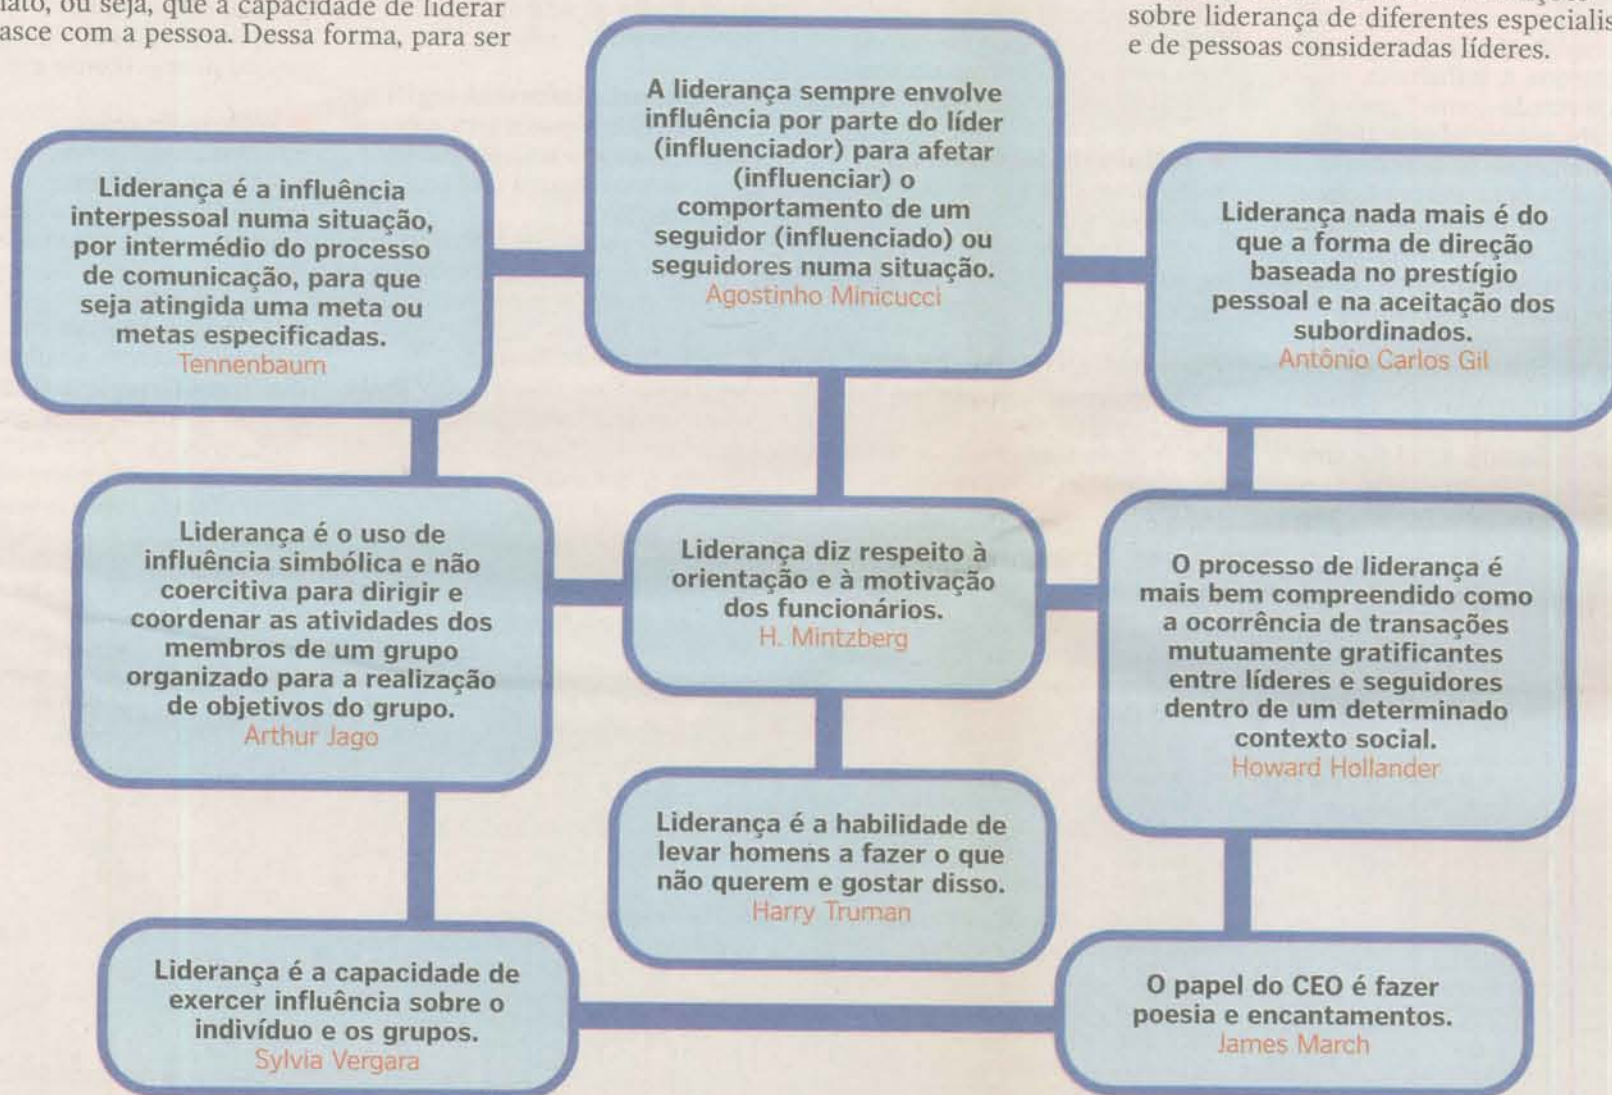 ou seja, que a capacidade de liderar
com a pessoa. Dessa forma, para ser
sobre liderança de diferentes
e de pessoas consideradas líderes.
A liderança sempre envolve
influência por parte do líder
(influenciador) para afetar
(influenciar) o
comportamento de um
seguidor (influenciado) ou
seguidores numa situação.
Agostinho Minicucci
Liderança é a influência
interpessoal numa situação,
por intermédio do processo
de comunicação, para que
seja atingida uma meta ou
metas especificadas.
Tennenbaum
Liderança nada mais é do
que a forma de direção
baseada no prestígio
pessoal e na aceitação dos
subordinados.
Antônio Carlos Gil
Liderança é o uso de
influência simbólica e não
coercitiva para dirigir e
coordenar as atividades dos
membros de um grupo
organizado para a realização
de objetivos do grupo.
Arthur Jago
Liderança diz respeito à
orientação e à motivação
dos funcionários.
H. Mintzberg
O processo de liderança é
mais bem compreendido como
a ocorrência de transações
mutuamente gratificantes
entre líderes e seguidores
dentro de um determinado
contexto social.
Howard Hollander
Liderança é a habilidade de
levar homens a fazer o que
não querem e gostar disso.
Harry Truman
Liderança é a capacidade de
exercer influência sobre o
indivíduo e os grupos.
Sylvia Vergara
O papel do CEO é fazer
poesia e encantamentos.
James March